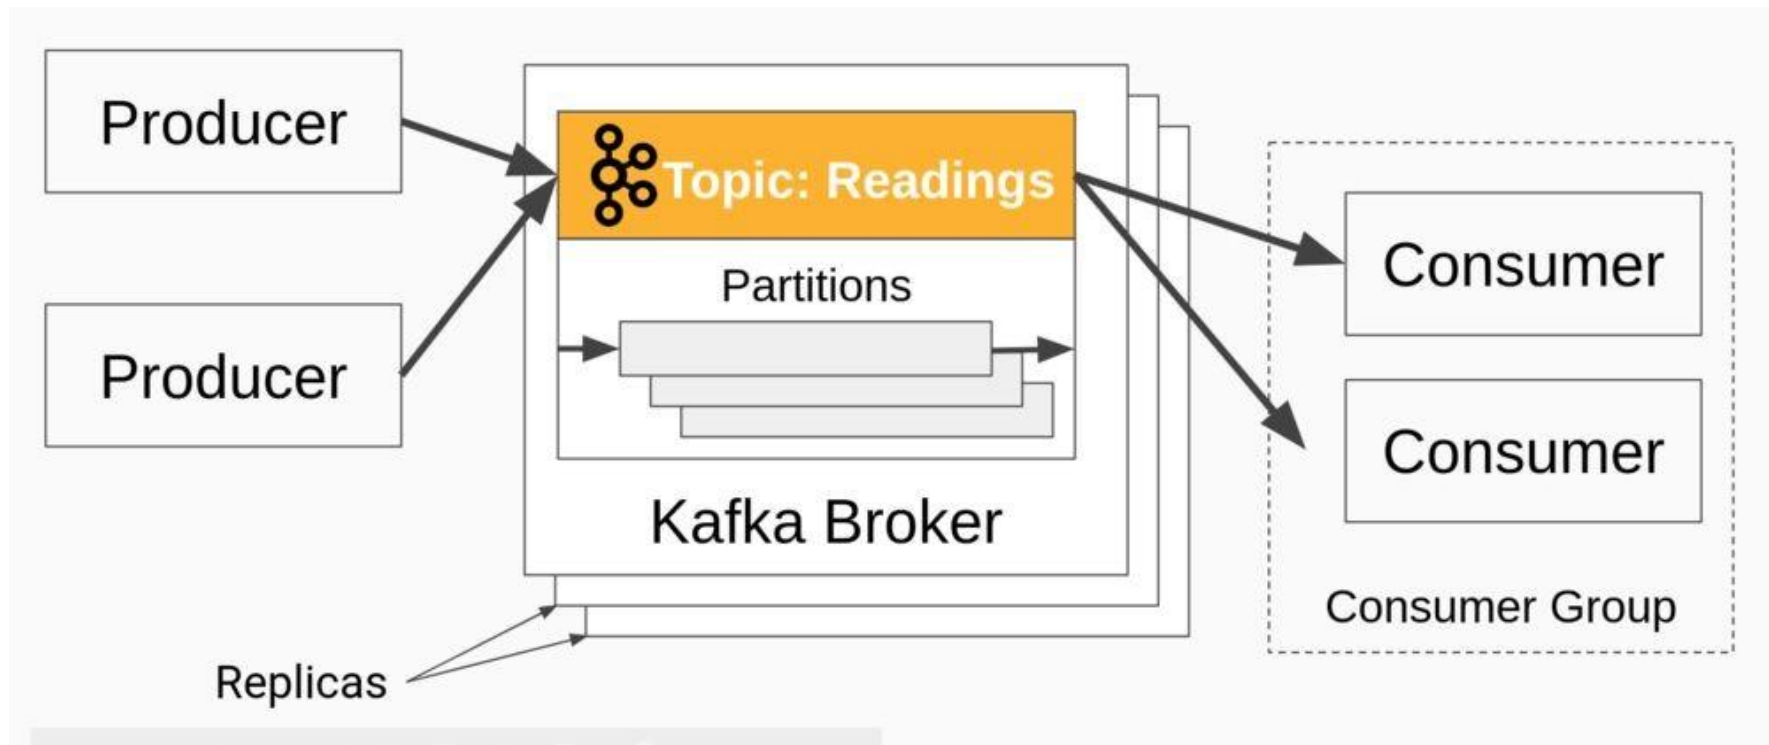 Producer
Producer
Topic: Readings
Partitions
Kafka Broker
Replicas
Consumer
Consumer
Consumer Group